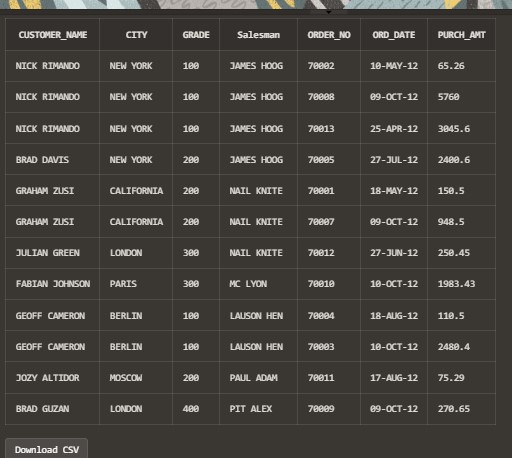 CUSTOMER_NAME CITY GRADE Salesman ORDER_NO ORD_DATE PURCH_AMT
NICK RIMANDO NEW YORK 100 JAMES HOOG 70002 10-MAY-12 65.26
NICK RIMANDO NEW YORK 100 JAMES HOOG 70008 09-OCT-12 5760
NICK RIMANDO NEW YORK 100 JAMES HOOG 70013 25-APR-12 3045.6
BRAD DAVIS NEW YORK 200 JAMES HOOG 70005 27-JUL-12 2400.6
GRAHAM ZUSI CALIFORNIA 200 NAIL KNITE 70001 18-MAY-12 150.5
GRAHAM ZUSI CALIFORNIA 200 NAIL KNITE 70007 09-OCT-12 948.5
JULIAN GREEN LONDON 300 NAIL KNITE 70012 27-JUN-12 250.45
FABIAN JOHNSON PARIS 300 MC LYON 70010 10-OCT-12 1983.43
GEOFF CAMERON BERLIN 100 LAUSON HEN 70004 18-AUG-12 110.5
GEOFF CAMERON BERLIN 100 LAUSON HEN 70003 10-OCT-12 2480.4
JOZY ALTIDOR MOSCOW 200 PAUL ADAM 70011 17-AUG-12 75.29
BRAD GUZAN LONDON 400 PIT ALEX 70009 09-OCT-12 270.65
Download CSV